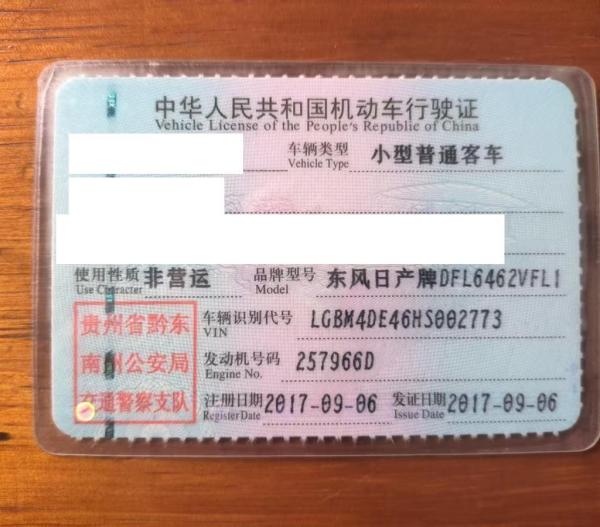 中华人民共和国机动车行驶证
Vehicle License of the People's Republic of China
车辆类型 小型普通客车
Vehicle Type
使用性质 非营运 品牌型号 东风日产牌DFL6462VFL1
Use Character Model
贵州省黔东
南州公安局
交通警察支队
车辆识别代号 LGBM4DE46HS002773
VIN
发动机号码 257966D
Engine No.
注册日期 2017-09-06 发证日期 2017-09-06
Register Date Issue Date